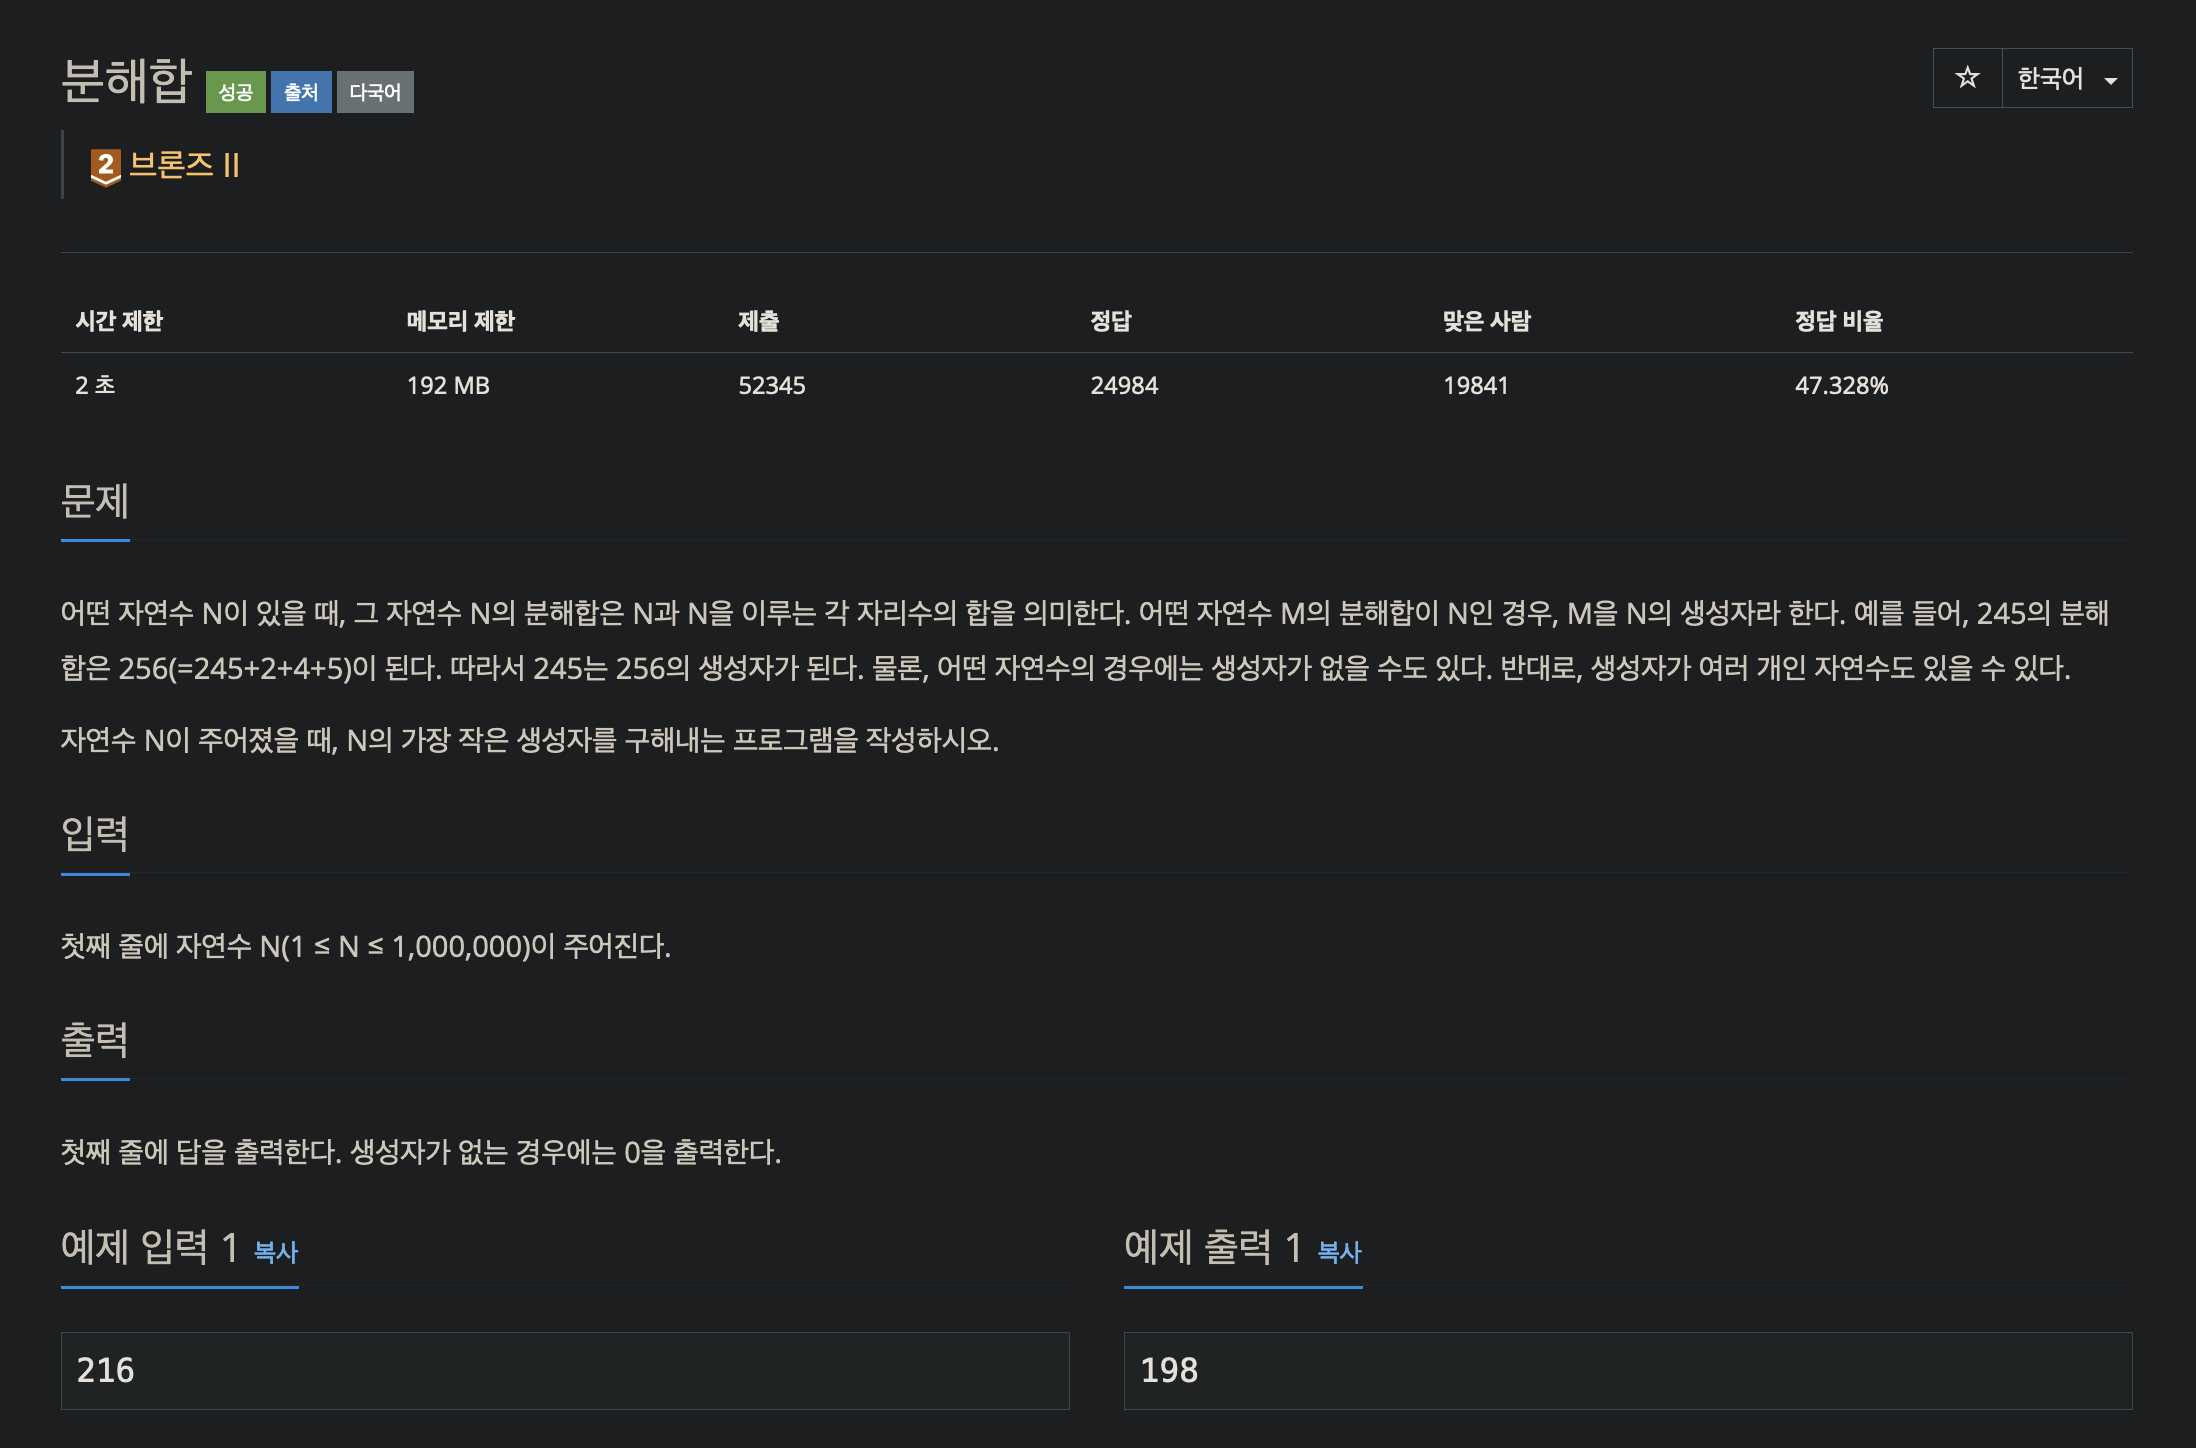 분해합 성공 출처 다국어
☆ 한국어
2 브론즈 II
시간 제한 메모리 제한 제출 정답 맞은 사람 정답 비율
2 초 192 MB 52345 24984 19841 47.328%
문제
어떤 자연수 N이 있을 때, 그 자연수 N의 분해합은 N과 N을 이루는 각 자리수의 합을 의미한다. 어떤 자연수 M의 분해합이 N인 경우, M을 N의 생성자라 한다. 예를 들어, 245의 분해
합은 256(=245+2+4+5)이 된다. 따라서 245는 256의 생성자가 된다. 물론, 어떤 자연수의 경우에는 생성자가 없을 수도 있다. 반대로, 생성자가 여러 개인 자연수도 있을 수 있다.
자연수 N이 주어졌을 때, N의 가장 작은 생성자를 구해내는 프로그램을 작성하시오.
입력
첫째 줄에 자연수 N(1 ≤ N ≤ 1,000,000)이 주어진다.
출력
첫째 줄에 답을 출력한다. 생성자가 없는 경우에는 0을 출력한다.
예제 입력 1 복사
216
예제 출력 1 복사
198